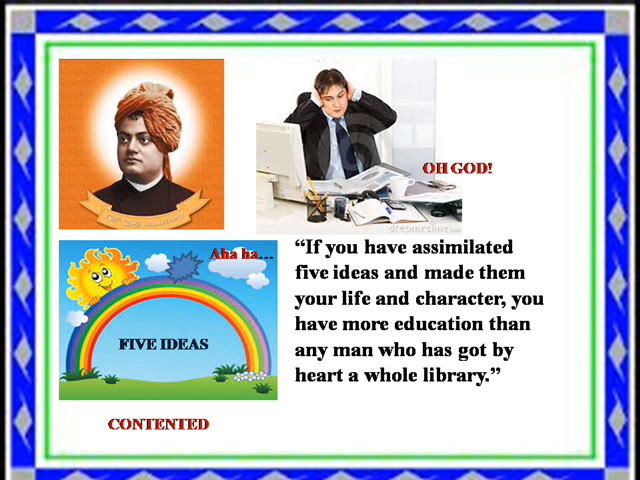 OH GOD!
dreamstime
Aha ha...
FIVE IDEAS
CONTENTED
“If you have assimilated
five ideas and made them
your life and character, you
have more education than
any man who has got by
heart a whole library.”